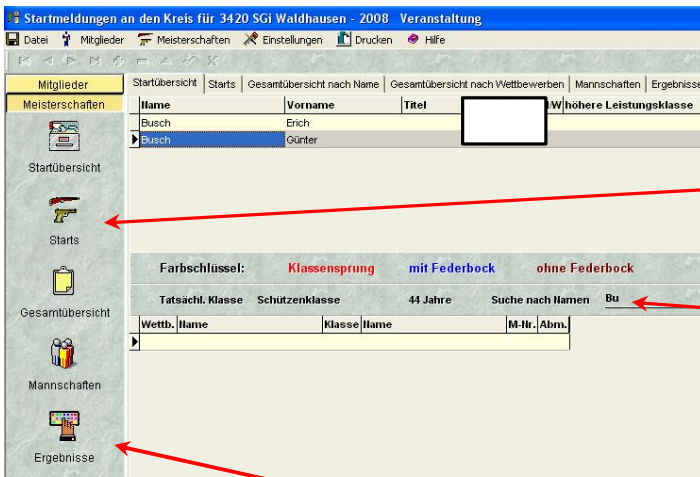 Startmeldungen an den Kreis für 3420 SGi Waldhausen - 2008 Veranstaltung
Datei Mitglieder Meisterschaften Einstellungen Drucken Hilfe
Mitglieder
Startübersicht Starts Gesamtübersicht nach Name Gesamtübersicht nach Wettbewerben Mannschaften Ergebnisse
Meisterschaften
Name Vorname Titel /W höhere Leistungsklasse
Busch Erich
Busch Günter
Startübersicht
Starts
Farbschlüssel: Klassensprung mit Federbock ohne Federbock
Tatsächl. Klasse Schützenklasse 44 Jahre Suche nach Namen Bu
Gesamtübersicht
Wettb. Name Klasse Name M-Nr. Abm.
Mannschaften
Ergebnisse